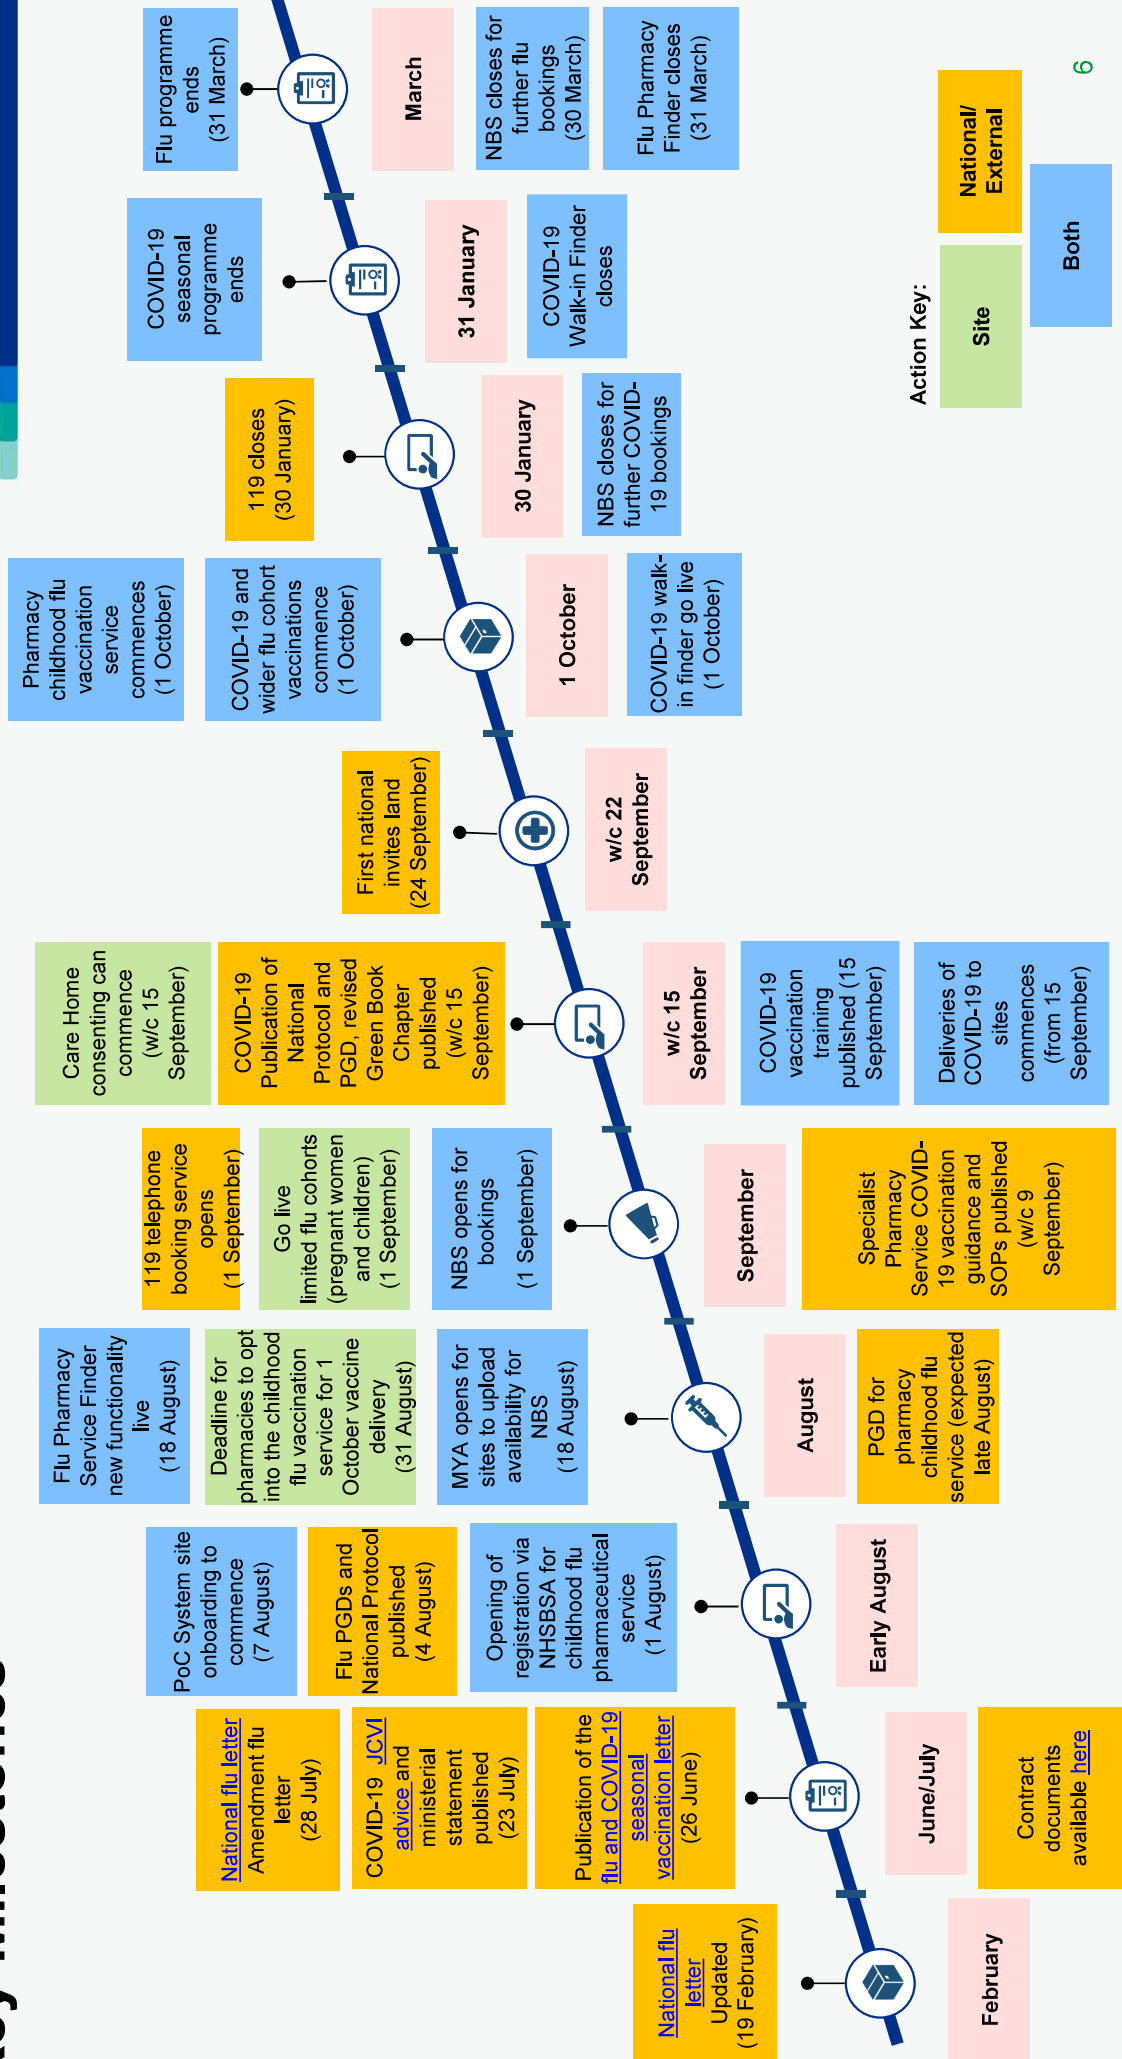 National flu
letter
Updated
(19 February)
February
National flu letter
Amendment flu
letter
(28 July)
COVID-19 JCVI
advice and
ministerial
statement
published
(23 July)
Publication of the
flu and COVID-19
seasonal
vaccination letter
(26 June)
June/July
Contract
documents
available here
PoC System site
onboarding to
commence
(7 August)
Flu PGDs and
National Protocol
published
(4 August)
Opening of
registration via
NHSBSA for
childhood flu
pharmaceutical
service
(1 August)
Early August
Flu Pharmacy
Service Finder
new functionality
live
(18 August)
Deadline for
pharmacies to opt
into the childhood
flu vaccination
service for 1
October vaccine
delivery
(31 August)
MYA opens for
sites to upload
availability for
NBS
(18 August)
August
PGD for
pharmacy
childhood flu
service (expected
late August)
119 telephone
booking service
opens
(1 September)
Go live
limited flu cohorts
(pregnant women
and children)
(1 September)
NBS opens for
bookings
(1 September)
September
Specialist
Pharmacy
Service COVID-
19 vaccination
guidance and
SOPs published
(w/c 9
September)
Care Home
consenting can
commence
(w/c 15
September)
COVID-19
Publication of
National
Protocol and
PGD, revised
Green Book
Chapter
published
(w/c 15
September)
w/c 15
September
COVID-19
vaccination
training
published (15
September)
Deliveries of
COVID-19 to
sites
commences
(from 15
September)
First national
invites land
(24 September)
w/c 22
September
Pharmacy
childhood flu
vaccination
service
commences
(1 October)
COVID-19 and
wider flu cohort
vaccinations
commence
(1 October)
1 October
COVID-19 walk-
in finder go live
(1 October)
119 closes
(30 January)
30 January
NBS closes for
further COVID-
19 bookings
COVID-19
seasonal
programme
ends
31 January
COVID-19
Walk-in Finder
closes
Flu programme
ends
(31 March)
March
NBS closes for
further flu
bookings
(30 March)
Flu Pharmacy
Finder closes
(31 March)
Action Key:
Site
National/
External
Both
6